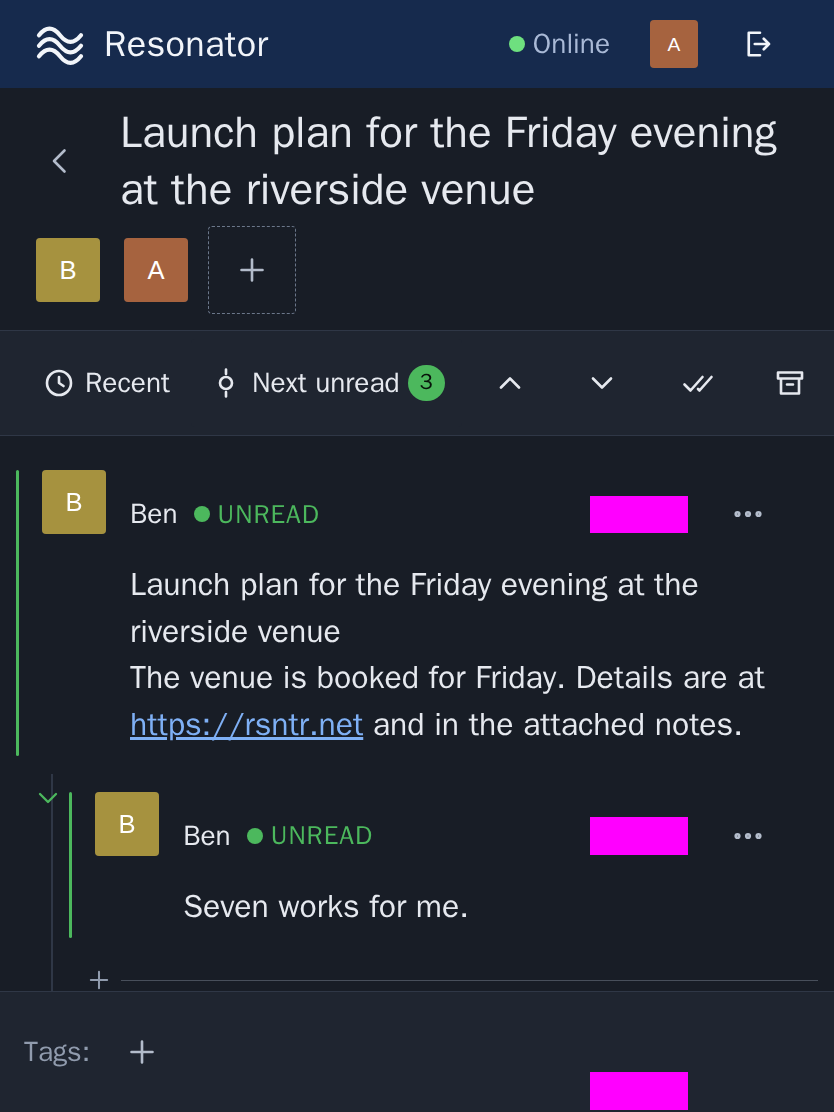 Resonator
Online
A
Launch plan for the Friday evening
at the riverside venue
B
A
Recent
Next unread 3
B
Ben
UNREAD
Launch plan for the Friday evening at the
riverside venue
The venue is booked for Friday. Details are at
https://rsntr.net and in the attached notes.
B
Ben
UNREAD
Seven works for me.
Tags: